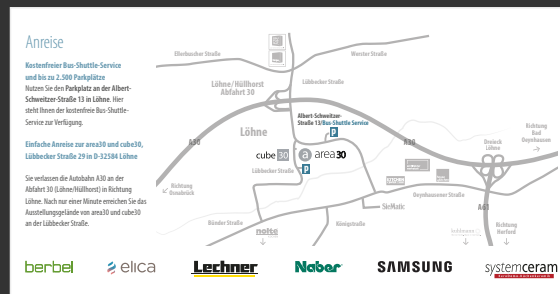 Anreise
Kostenfreier Bus-Shuttle-Service
und bis zu 2.500 Parkplätze
Nutzen Sie den Parkplatz an der Albert-
Schweitzer-Straße 13 in Löhne. Hier
steht Ihnen der kostenfreie Bus-Shuttle-
Service zur Verfügung.
Einfache Anreise zur area30 und cube30,
Lübbecker Straße 29 in D-32584 Löhne
Sie verlassen die Autobahn A30 an der
Abfahrt 30 (Löhne/Hüllhorst) in Richtung
Löhne. Nach nur einer Minute erreichen Sie das
Ausstellungsgelände von area30 und cube30
an der Lübbecker Straße.
Ellerbuscher Straße
Werster Straße
Löhne/Hüllhorst
Abfahrt 30
Lübbecker Straße
Albert-Schweitzer-
Straße 13/Bus-Shuttle Service
P
Löhne
A30
A30
cube 30
a area30
P
Lübbecker Straße
Richtung
Bad
Oeynhausen
Dreieck
Löhne
Richtung
Osnabrück
Oeynhausener Straße
SieMatic
A63
Bünder Straße
nolte
Königstraße
Richtung
Herford
berbel
elica
Lechner
Naber
SAMSUNG
systemceram